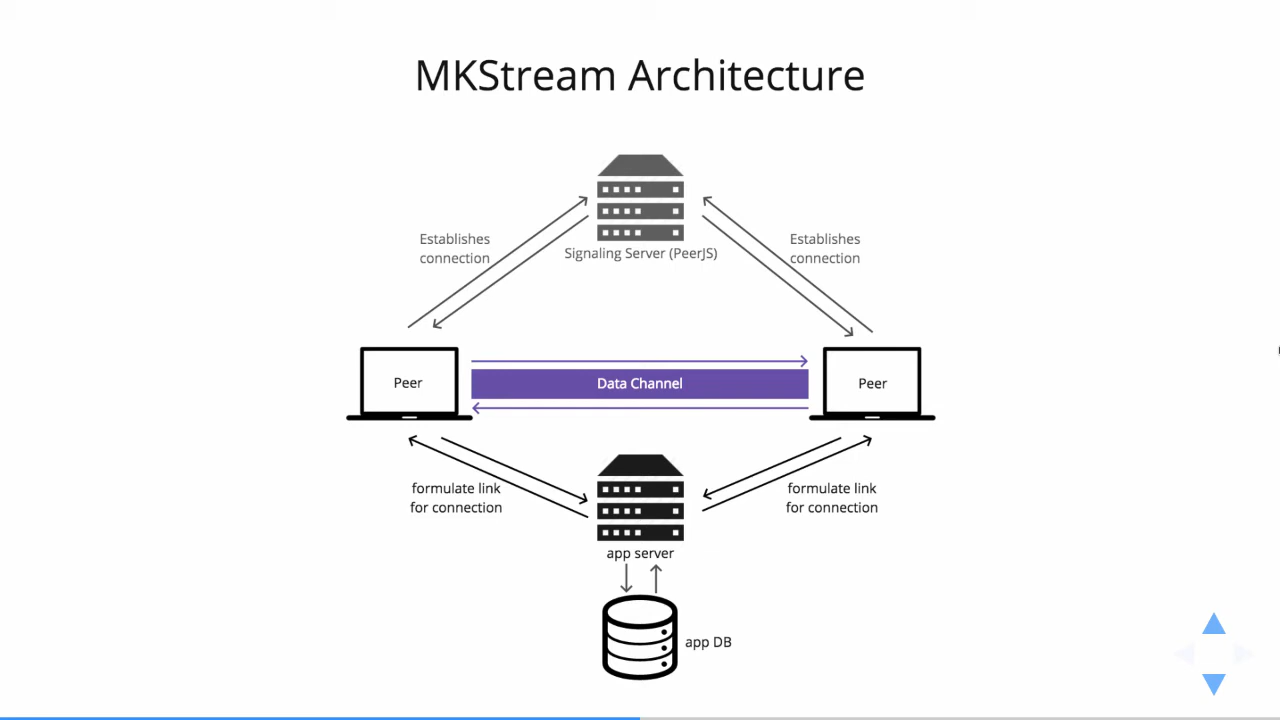 MKStream Architecture
Establishes
connection
Signaling Server (PeerJS)
Establishes
connection
Peer
Data Channel
Peer
formulate link
for connection
formulate link
for connection
app server
app DB